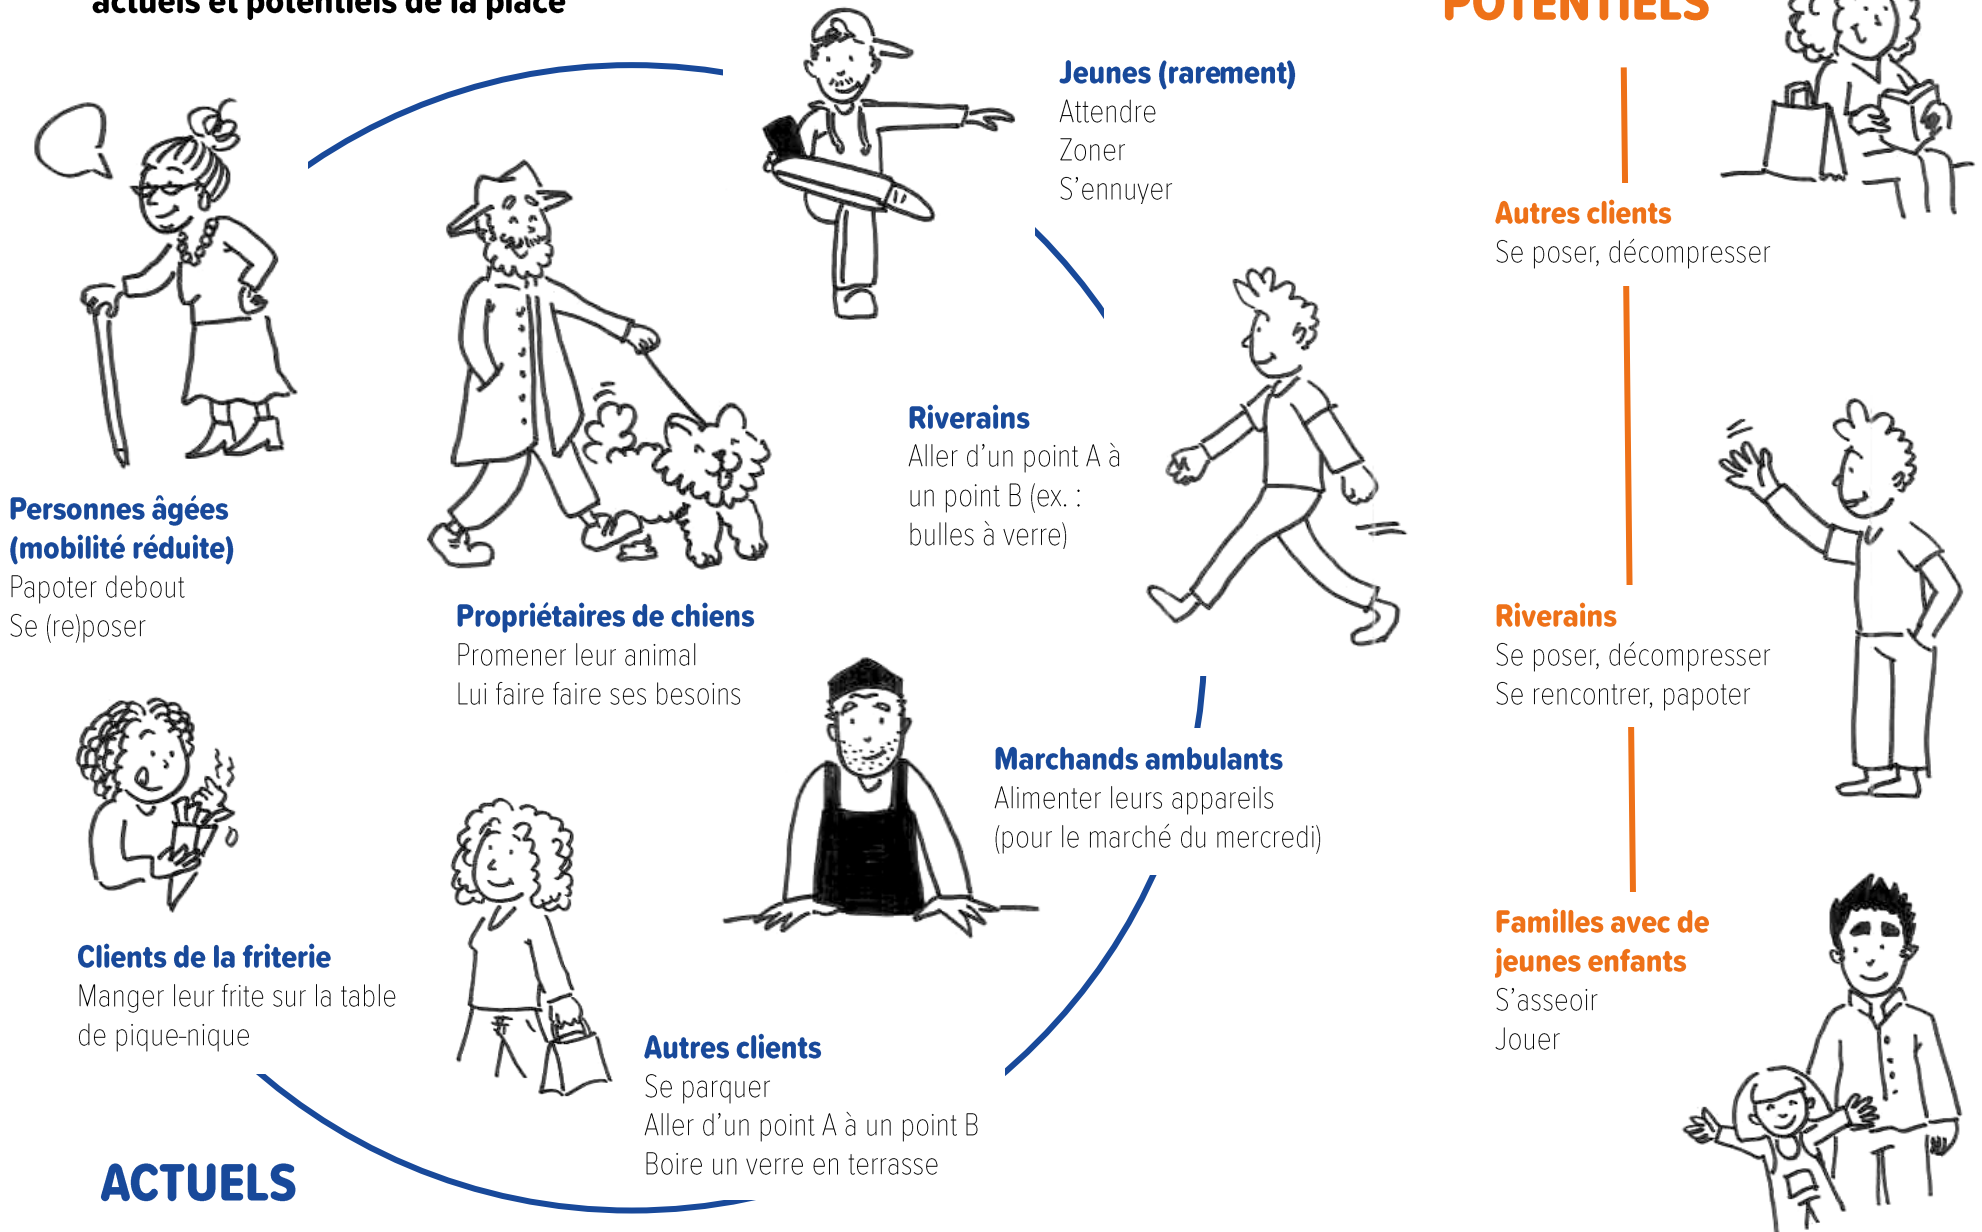 actuels et potentiels de la place
POTENTIELS
Jeunes (rarement)
Attendre
Zoner
S'ennuyer
Personnes âgées
(mobilité réduite)
Papoter debout
Se (re)poser
Propriétaires de chiens
Promener leur animal
Lui faire faire ses besoins
Riverains
Aller d'un point A à
un point B (ex. :
bulles à verre)
Marchands ambulants
Alimenter leurs appareils
(pour le marché du mercredi)
Clients de la friterie
Manger leur frite sur la table
de pique-nique
Autres clients
Se parquer
Aller d'un point A à un point B
Boire un verre en terrasse
ACTUELS
Autres clients
Se poser, décompresser
Riverains
Se poser, décompresser
Se rencontrer, papoter
Familles avec de
jeunes enfants
S'asseoir
Jouer